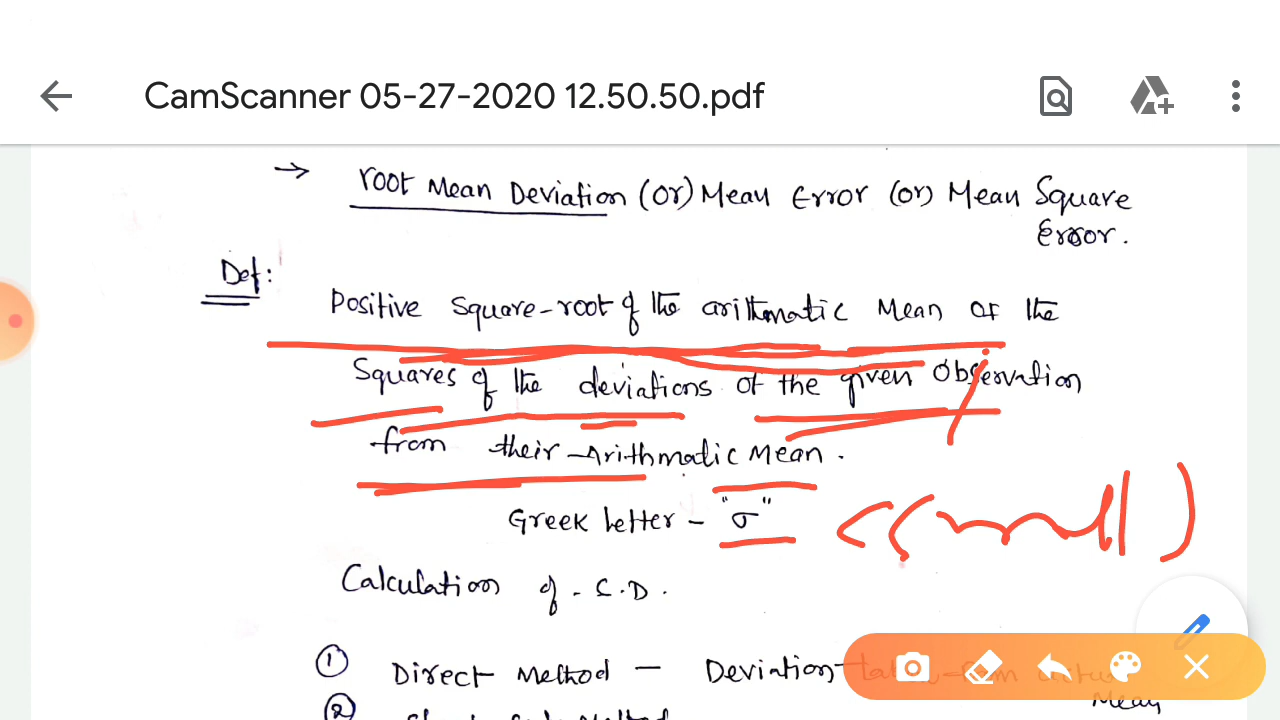 CamScanner 05-27-2020 12.50.50.pdf
→ root Mean Deviation (or) Mean Error (or) Mean Square
Error.
Def:
Positive Square-root of the arithmatic Mean of the
Squares of the deviations of the given Observation
from their Arithmatic Mean.
Greek letter - "σ"
(small)
Calculation of. S.D.
① Direct Method — Deviation
Mean
②